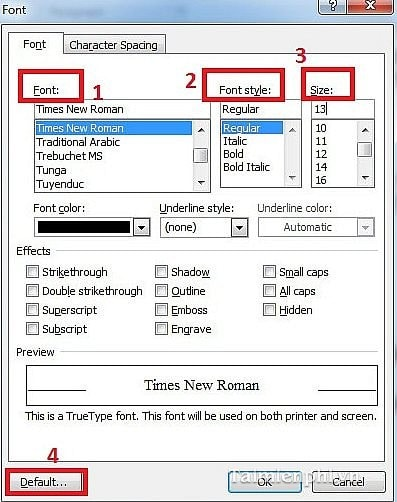 Font
?
Font
Character Spacing
1
2
3
4
Font:
Font style:
Size:
Times New Roman
Regular
13
Times New Roman
Traditional Arabic
Trebuchet MS
Tunga
Tuyenduc
Regular
Italic
Bold
Bold Italic
10
11
12
14
16
Font color:
Underline style:
Underline color:
(none)
Automatic
Effects
Strikethrough
Double strikethrough
Superscript
Subscript
Shadow
Outline
Emboss
Engrave
Small caps
All caps
Hidden
Preview
Times New Roman
This is a TrueType font. This font will be used on both printer and screen.
Default...
OK
Cancel
Taimienphi.vn